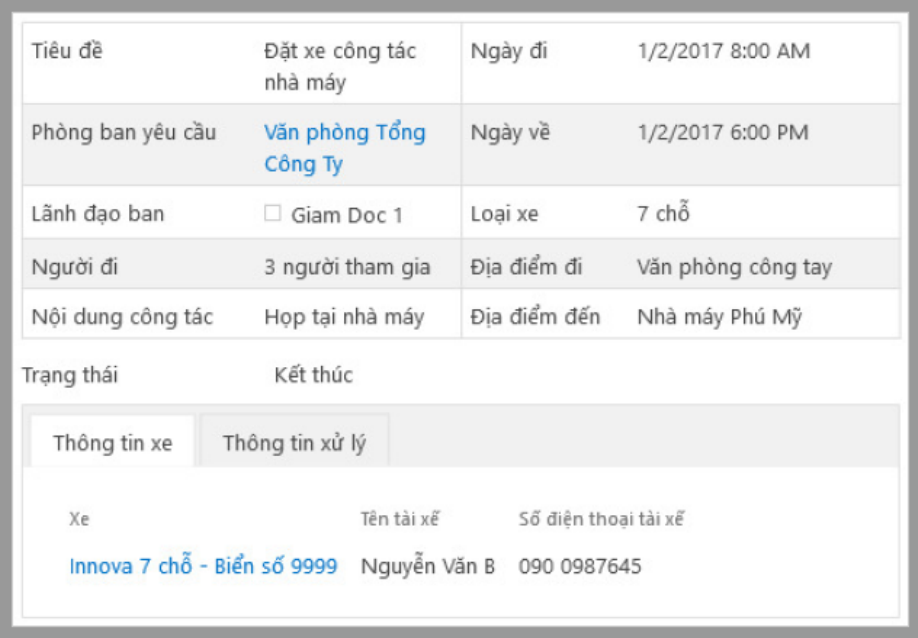 Tiêu đề
Đặt xe công tác
nhà máy
Ngày đi
1/2/2017 8:00 AM
Phòng ban yêu cầu
Văn phòng Tổng
Công Ty
Ngày về
1/2/2017 6:00 PM
Lãnh đạo ban
Giam Doc 1
Loại xe
7 chỗ
Người đi
3 người tham gia
Địa điểm đi
Văn phòng công tay
Nội dung công tác
Họp tại nhà máy
Địa điểm đến
Nhà máy Phú Mỹ
Trạng thái
Kết thúc
Thông tin xe
Thông tin xử lý
Xe
Tên tài xế
Số điện thoại tài xế
Innova 7 chỗ - Biển số 9999
Nguyễn Văn B
090 0987645